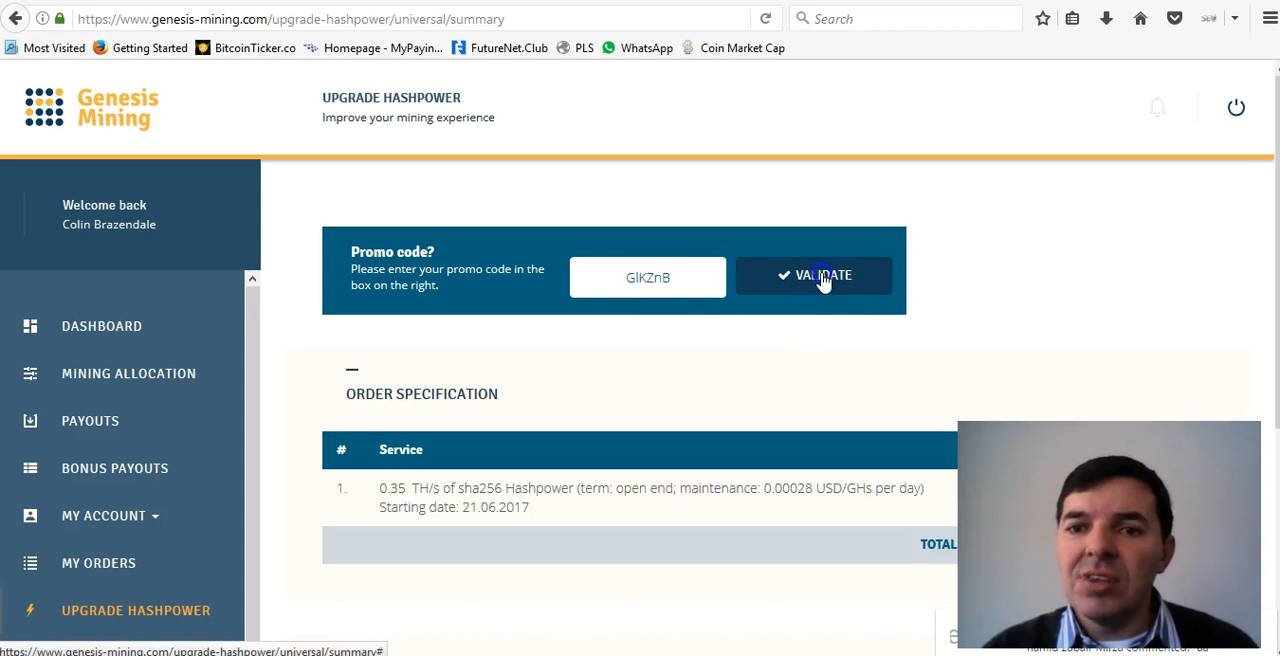 https://www.genesis-mining.com/upgrade-hashpower/universal/summary
Search
Most Visited
Getting Started
BitcoinTicker.co
Homepage - MyPayin...
FutureNet.Club
PLS
WhatsApp
Coin Market Cap
Genesis
Mining
UPGRADE HASHPOWER
Improve your mining experience
Welcome back
Colin Brazendale
Promo code?
Please enter your promo code in the
box on the right.
GlKZnB
VALIDATE
DASHBOARD
MINING ALLOCATION
PAYOUTS
BONUS PAYOUTS
MY ACCOUNT
MY ORDERS
UPGRADE HASHPOWER
ORDER SPECIFICATION
# Service
1. 0.35 TH/s of sha256 Hashpower (term: open end; maintenance: 0.00028 USD/GHs per day)
Starting date: 21.06.2017
TOTAL
https://www.genesis-mining.com/upgrade-hashpower/universal/summary#